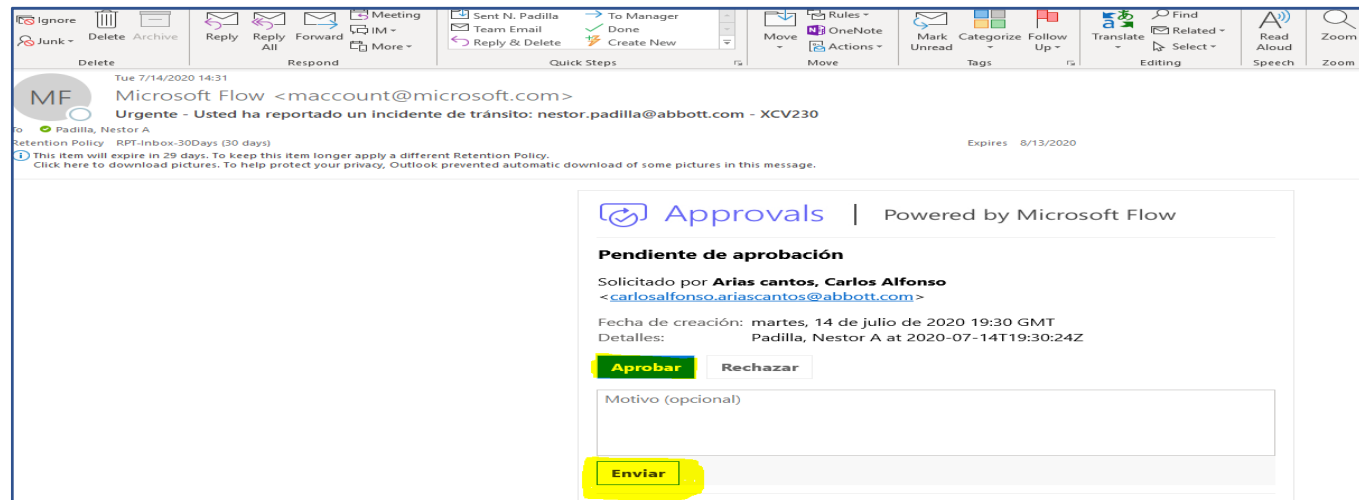 Ignore
Junk
Delete
Archive
Reply
Reply All
Forward
Meeting
IM
More
Sent N. Padilla
Team Email
Reply & Delete
To Manager
Done
Create New
Move
Rules
OneNote
Actions
Mark Unread
Categorize
Follow Up
Translate
Find
Related
Select
Read Aloud
Zoom
Delete
Respond
Quick Steps
Move
Tags
Editing
Speech
Zoom
Tue 7/14/2020 14:31
MF
Microsoft Flow <maccount@microsoft.com>
Urgente - Usted ha reportado un incidente de tránsito: nestor.padilla@abbott.com - XCV230
To Padilla, Nestor A
Retention Policy RPT-Inbox-30Days (30 days)
Expires 8/13/2020
This item will expire in 29 days. To keep this item longer apply a different Retention Policy.
Click here to download pictures. To help protect your privacy, Outlook prevented automatic download of some pictures in this message.
Approvals | Powered by Microsoft Flow
Pendiente de aprobación
Solicitado por Arias cantos, Carlos Alfonso
<carlosalfonso.ariascantos@abbott.com>
Fecha de creación: martes, 14 de julio de 2020 19:30 GMT
Detalles: Padilla, Nestor A at 2020-07-14T19:30:24Z
Aprobar
Rechazar
Motivo (opcional)
Enviar